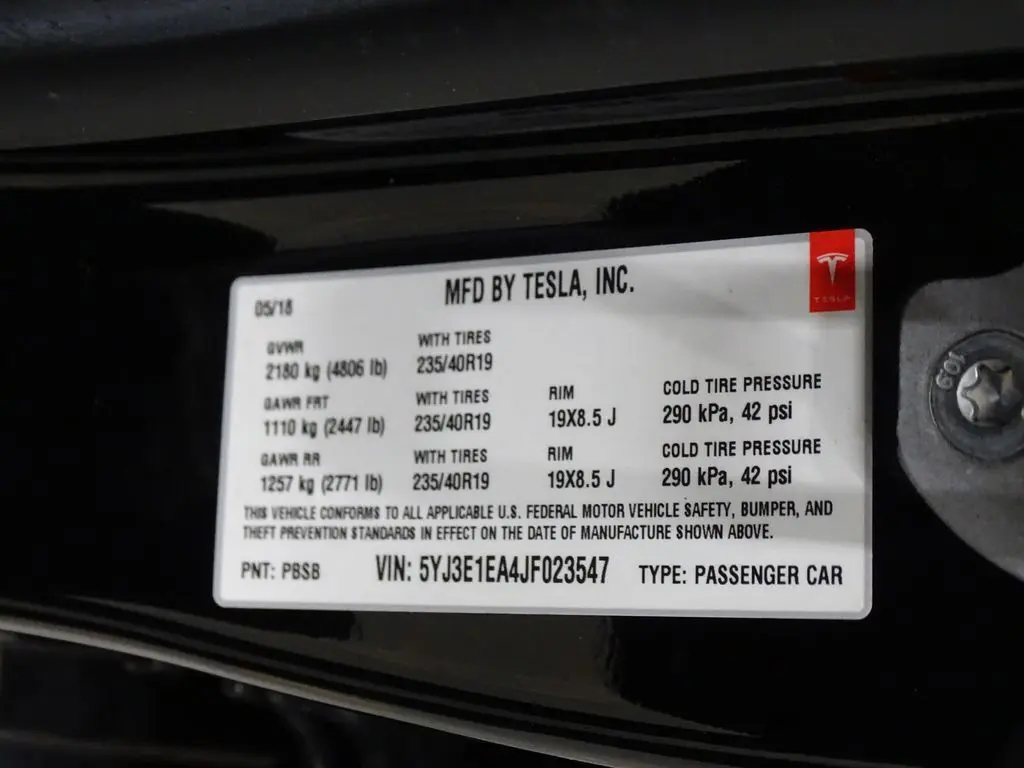 05/18
MFD BY TESLA, INC.
TESLA
GVWR WITH TIRES
2180 kg (4806 lb) 235/40R19
GAWR FRT WITH TIRES RIM COLD TIRE PRESSURE
1110 kg (2447 lb) 235/40R19 19X8.5 J 290 kPa, 42 psi
GAWR RR WITH TIRES RIM COLD TIRE PRESSURE
1257 kg (2771 lb) 235/40R19 19X8.5 J 290 kPa, 42 psi
THIS VEHICLE CONFORMS TO ALL APPLICABLE U.S. FEDERAL MOTOR VEHICLE SAFETY, BUMPER, AND
THEFT PREVENTION STANDARDS IN EFFECT ON THE DATE OF MANUFACTURE SHOWN ABOVE.
PNT: PBSB VIN: 5YJ3E1EA4JF023547 TYPE: PASSENGER CAR
10.9